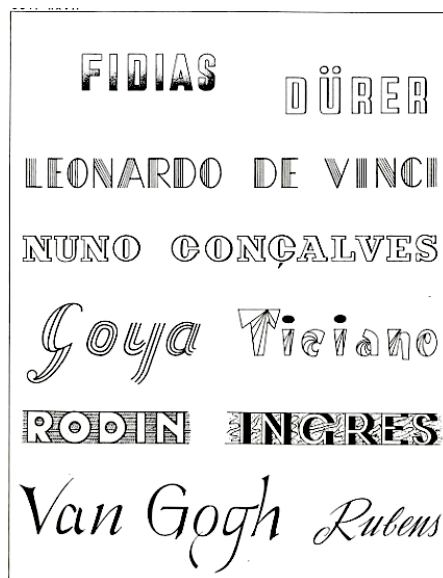 FIDIAS
DÜRER
LEONARDO DE VINCI
NUNO GONÇALVES
Goya Ticiano
RODIN INGRES
Van Gogh Rubens